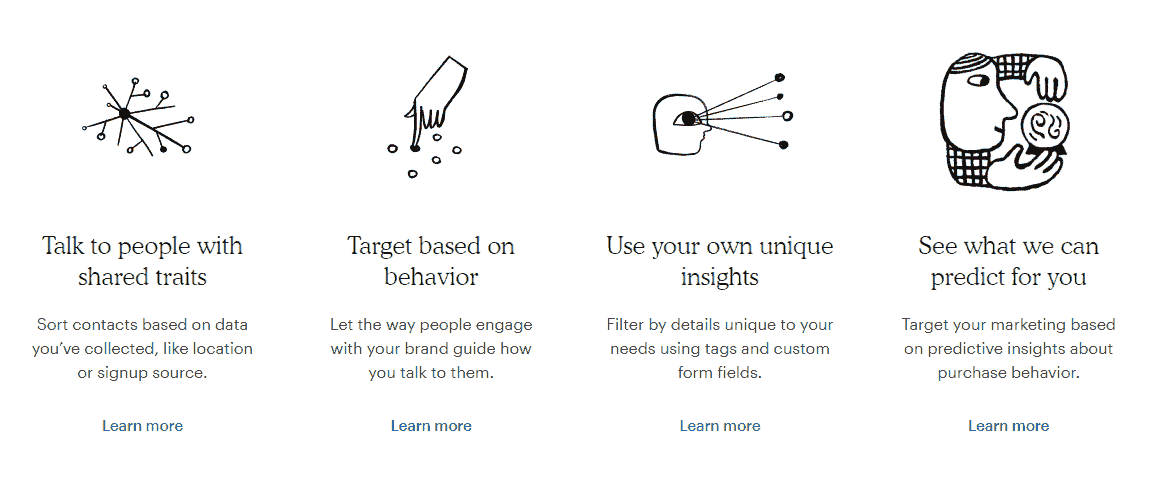 Talk to people with
shared traits
Sort contacts based on data
you’ve collected, like location
or signup source.
Learn more
Target based on
behavior
Let the way people engage
with your brand guide how
you talk to them.
Learn more
Use your own unique
insights
Filter by details unique to your
needs using tags and custom
form fields.
Learn more
See what we can
predict for you
Target your marketing based
on predictive insights about
purchase behavior.
Learn more